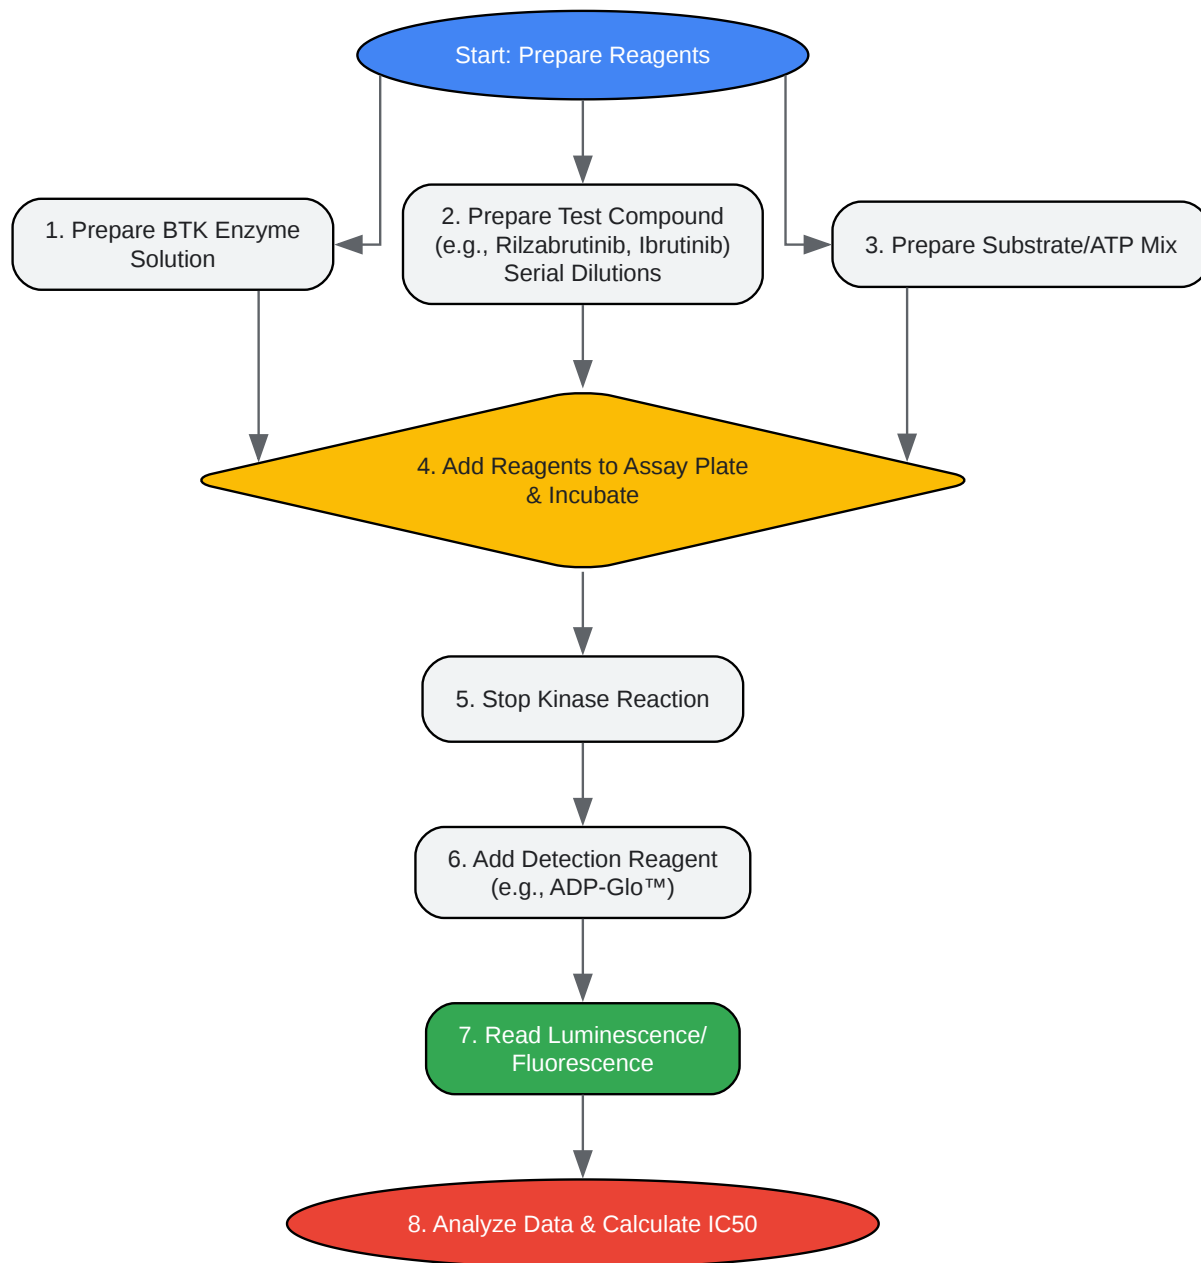 Start: Prepare Reagents
1. Prepare BTK Enzyme
Solution
2. Prepare Test Compound
(e.g., Rilzabrutinib, Ibrutinib)
Serial Dilutions
3. Prepare Substrate/ATP Mix
4. Add Reagents to Assay Plate
& Incubate
5. Stop Kinase Reaction
6. Add Detection Reagent
(e.g., ADP-Glo™)
7. Read Luminescence/
Fluorescence
8. Analyze Data & Calculate IC50